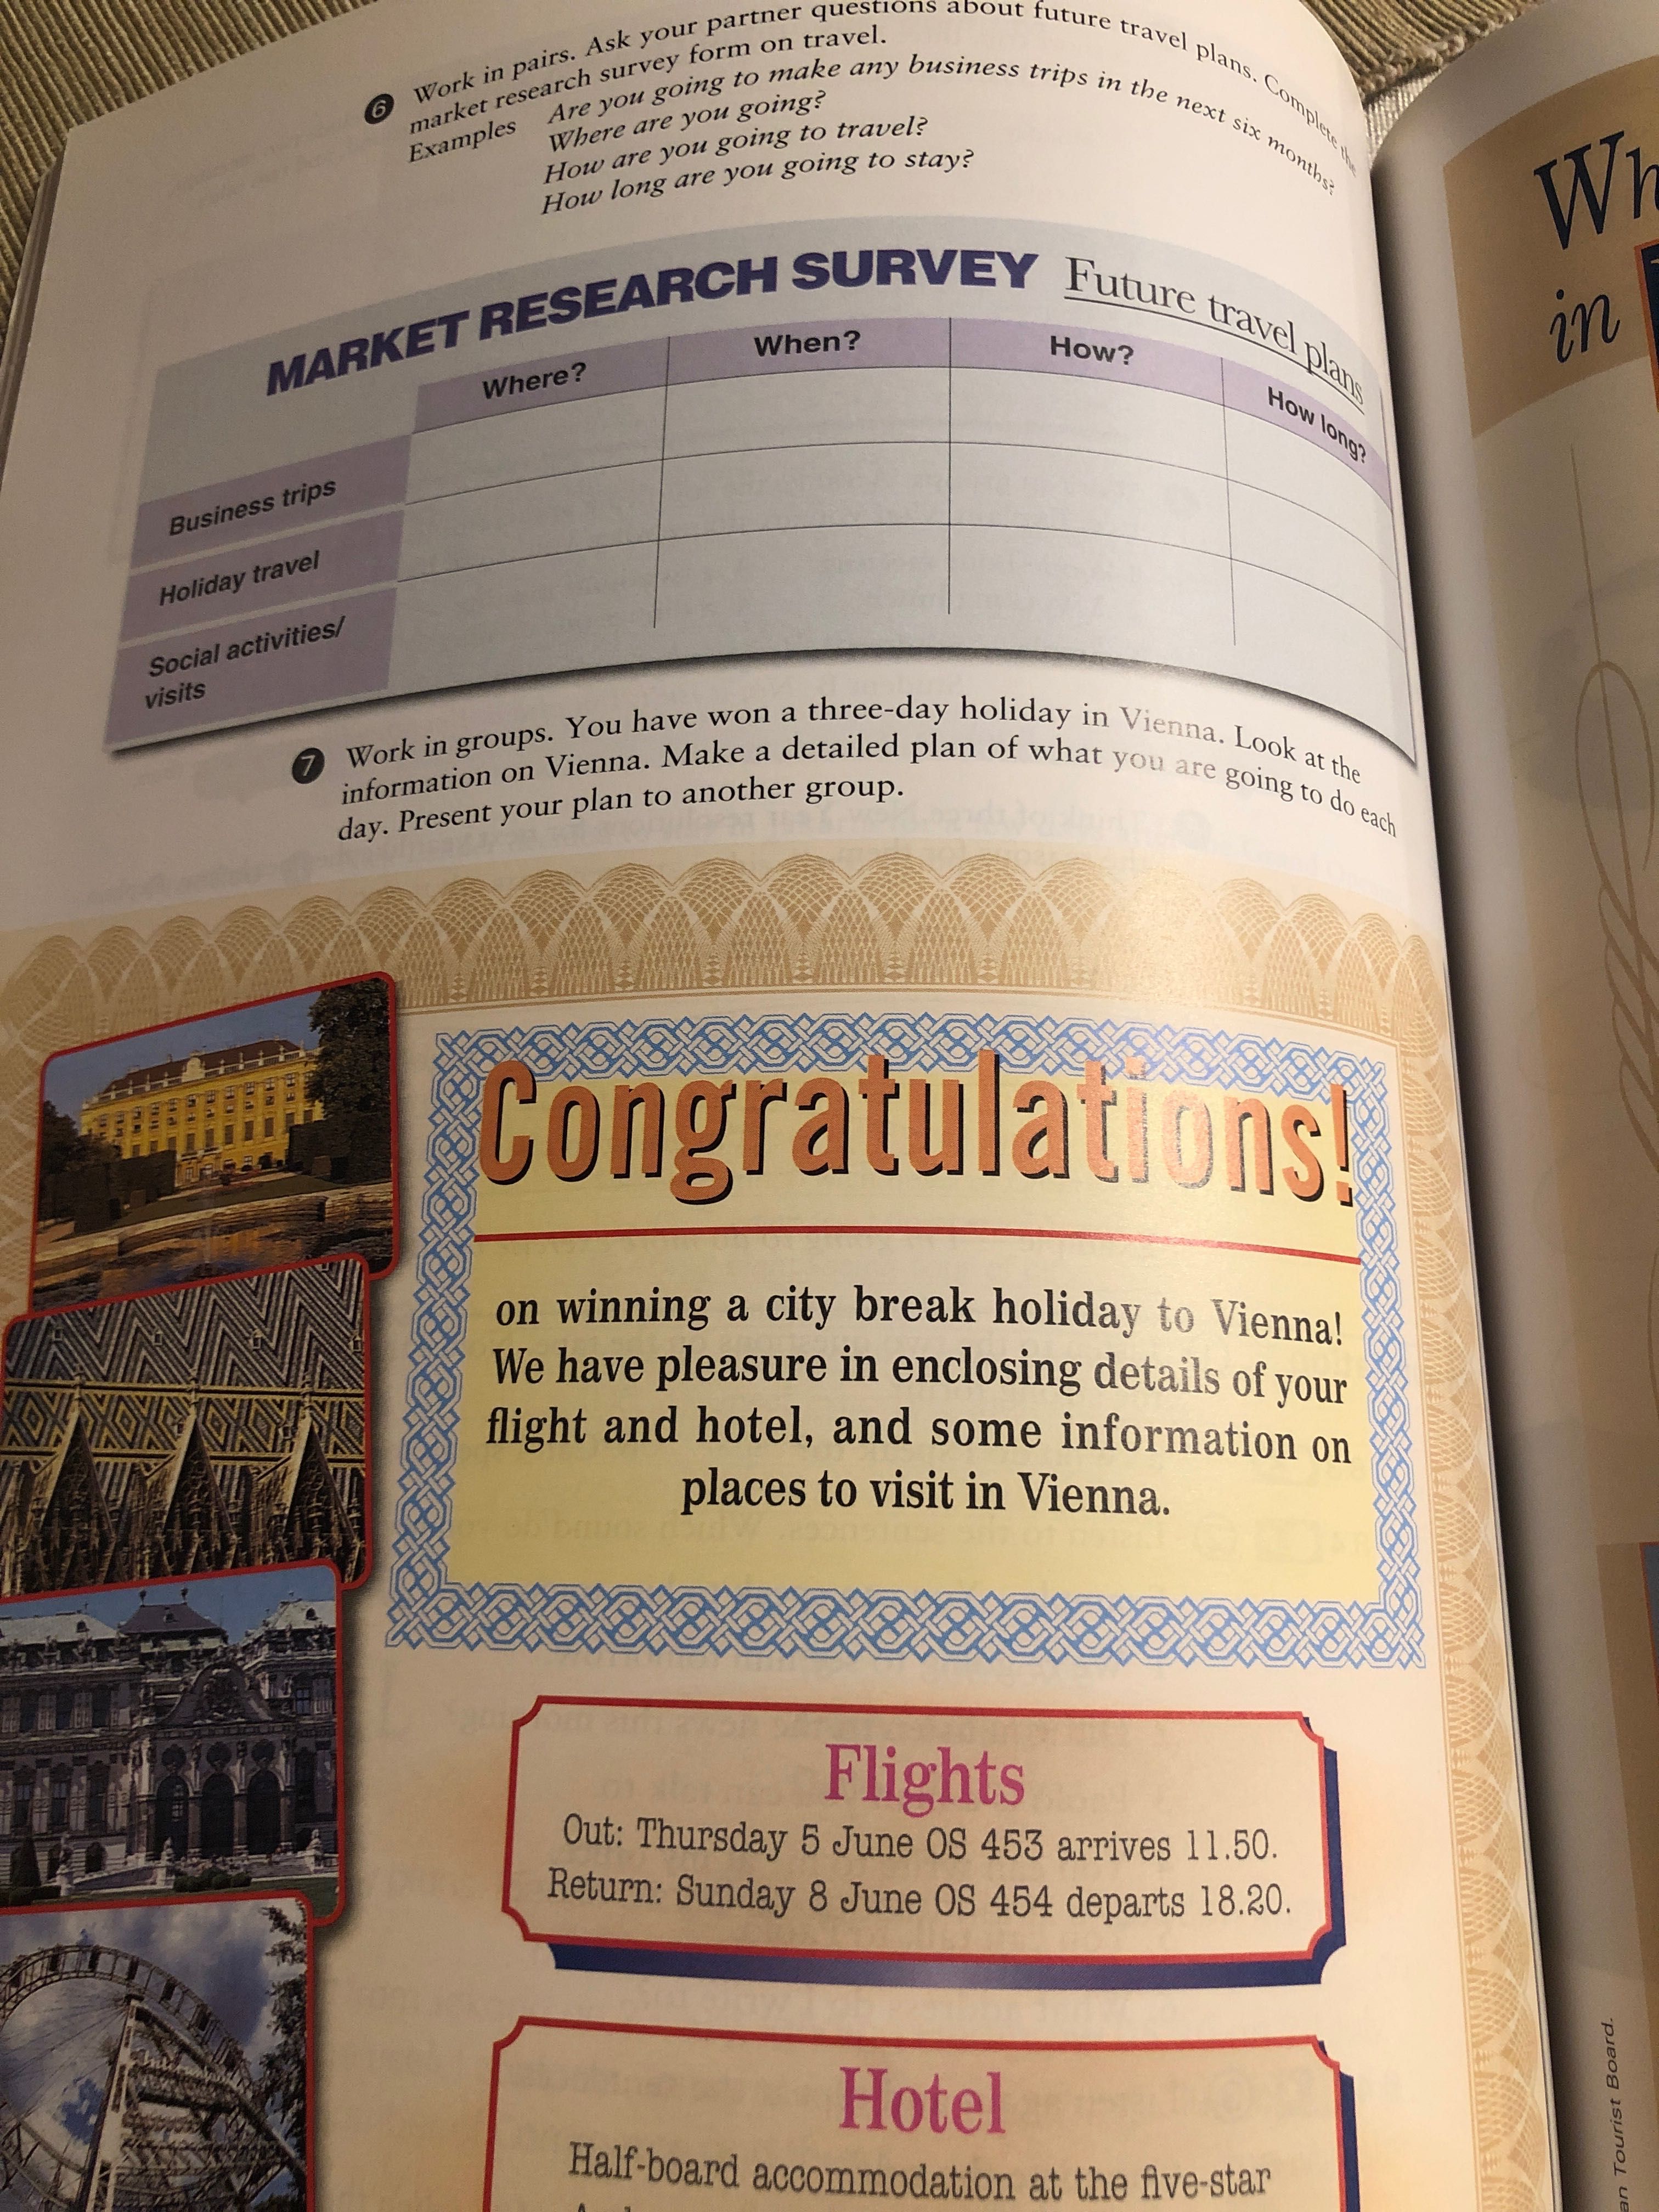 6 Work in pairs. Ask your partner questions about future travel plans. Complete the
market research survey form on travel.
Examples Are you going to make any business trips in the next six months?
Where are you going?
How are you going to travel?
How long are you going to stay?
MARKET RESEARCH SURVEY Future travel plans
Where? When? How? How long?
Business trips
Holiday travel
Social activities/
visits
7 Work in groups. You have won a three-day holiday in Vienna. Look at the
information on Vienna. Make a detailed plan of what you are going to do each
day. Present your plan to another group.
Congratulations!
on winning a city break holiday to Vienna!
We have pleasure in enclosing details of your
flight and hotel, and some information on
places to visit in Vienna.
Flights
Out: Thursday 5 June OS 453 arrives 11.50.
Return: Sunday 8 June OS 454 departs 18.20.
Hotel
Half-board accommodation at the five-star
in
Tourist Board.